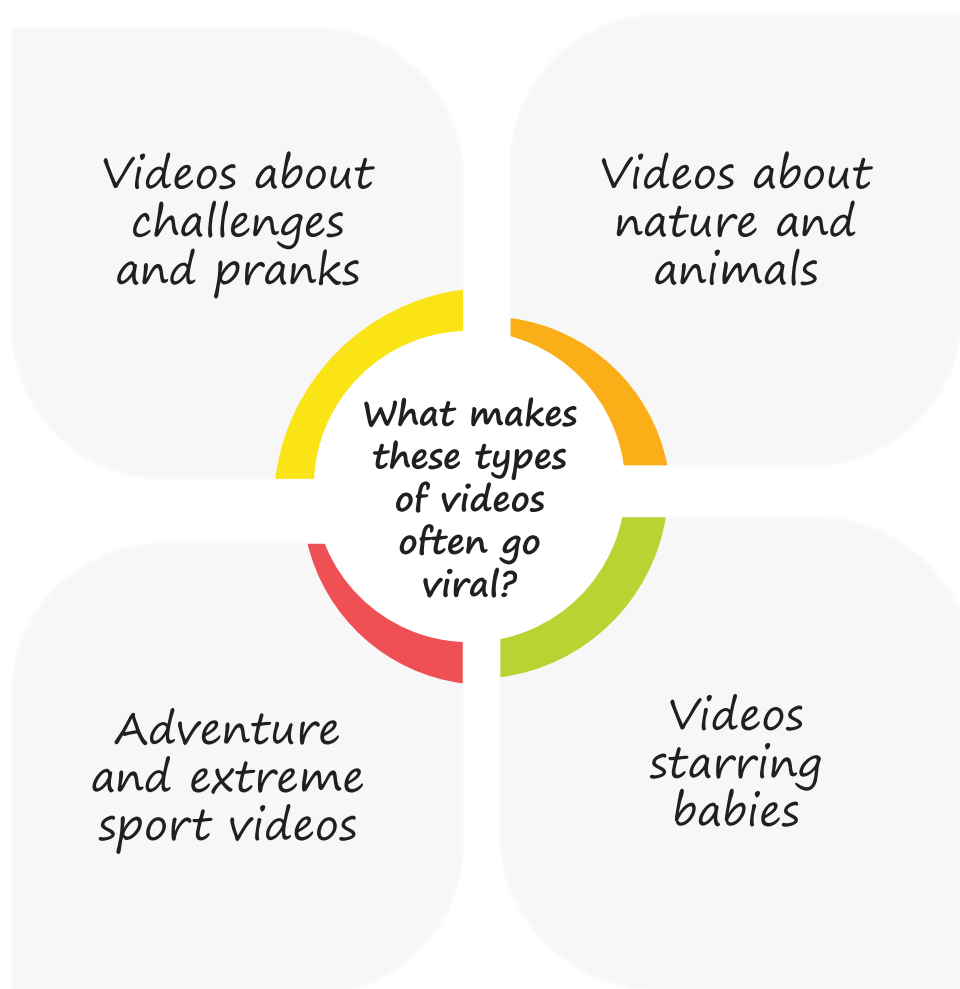 Videos about
challenges
and pranks
Videos about
nature and
animals
What makes
these types
of videos
often go
viral?
Adventure
and extreme
sport videos
Videos
starring
babies